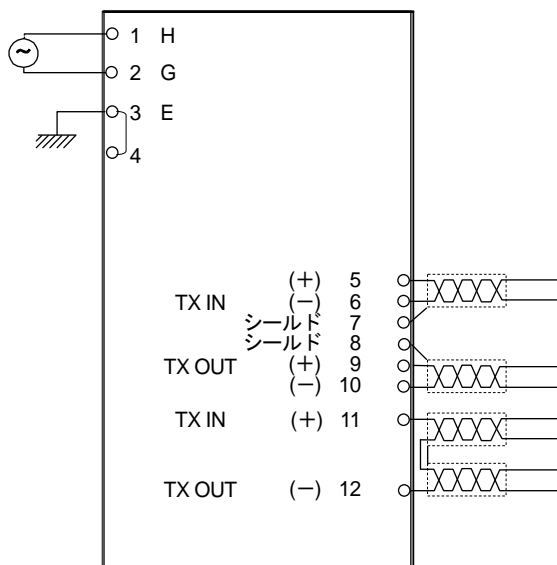 ~
1 H
2 G
3 E
4
(+) 5
TX IN (−) 6
シールド 7
シールド 8
TX OUT (+) 9
(−) 10
TX IN (+) 11
TX OUT (−) 12